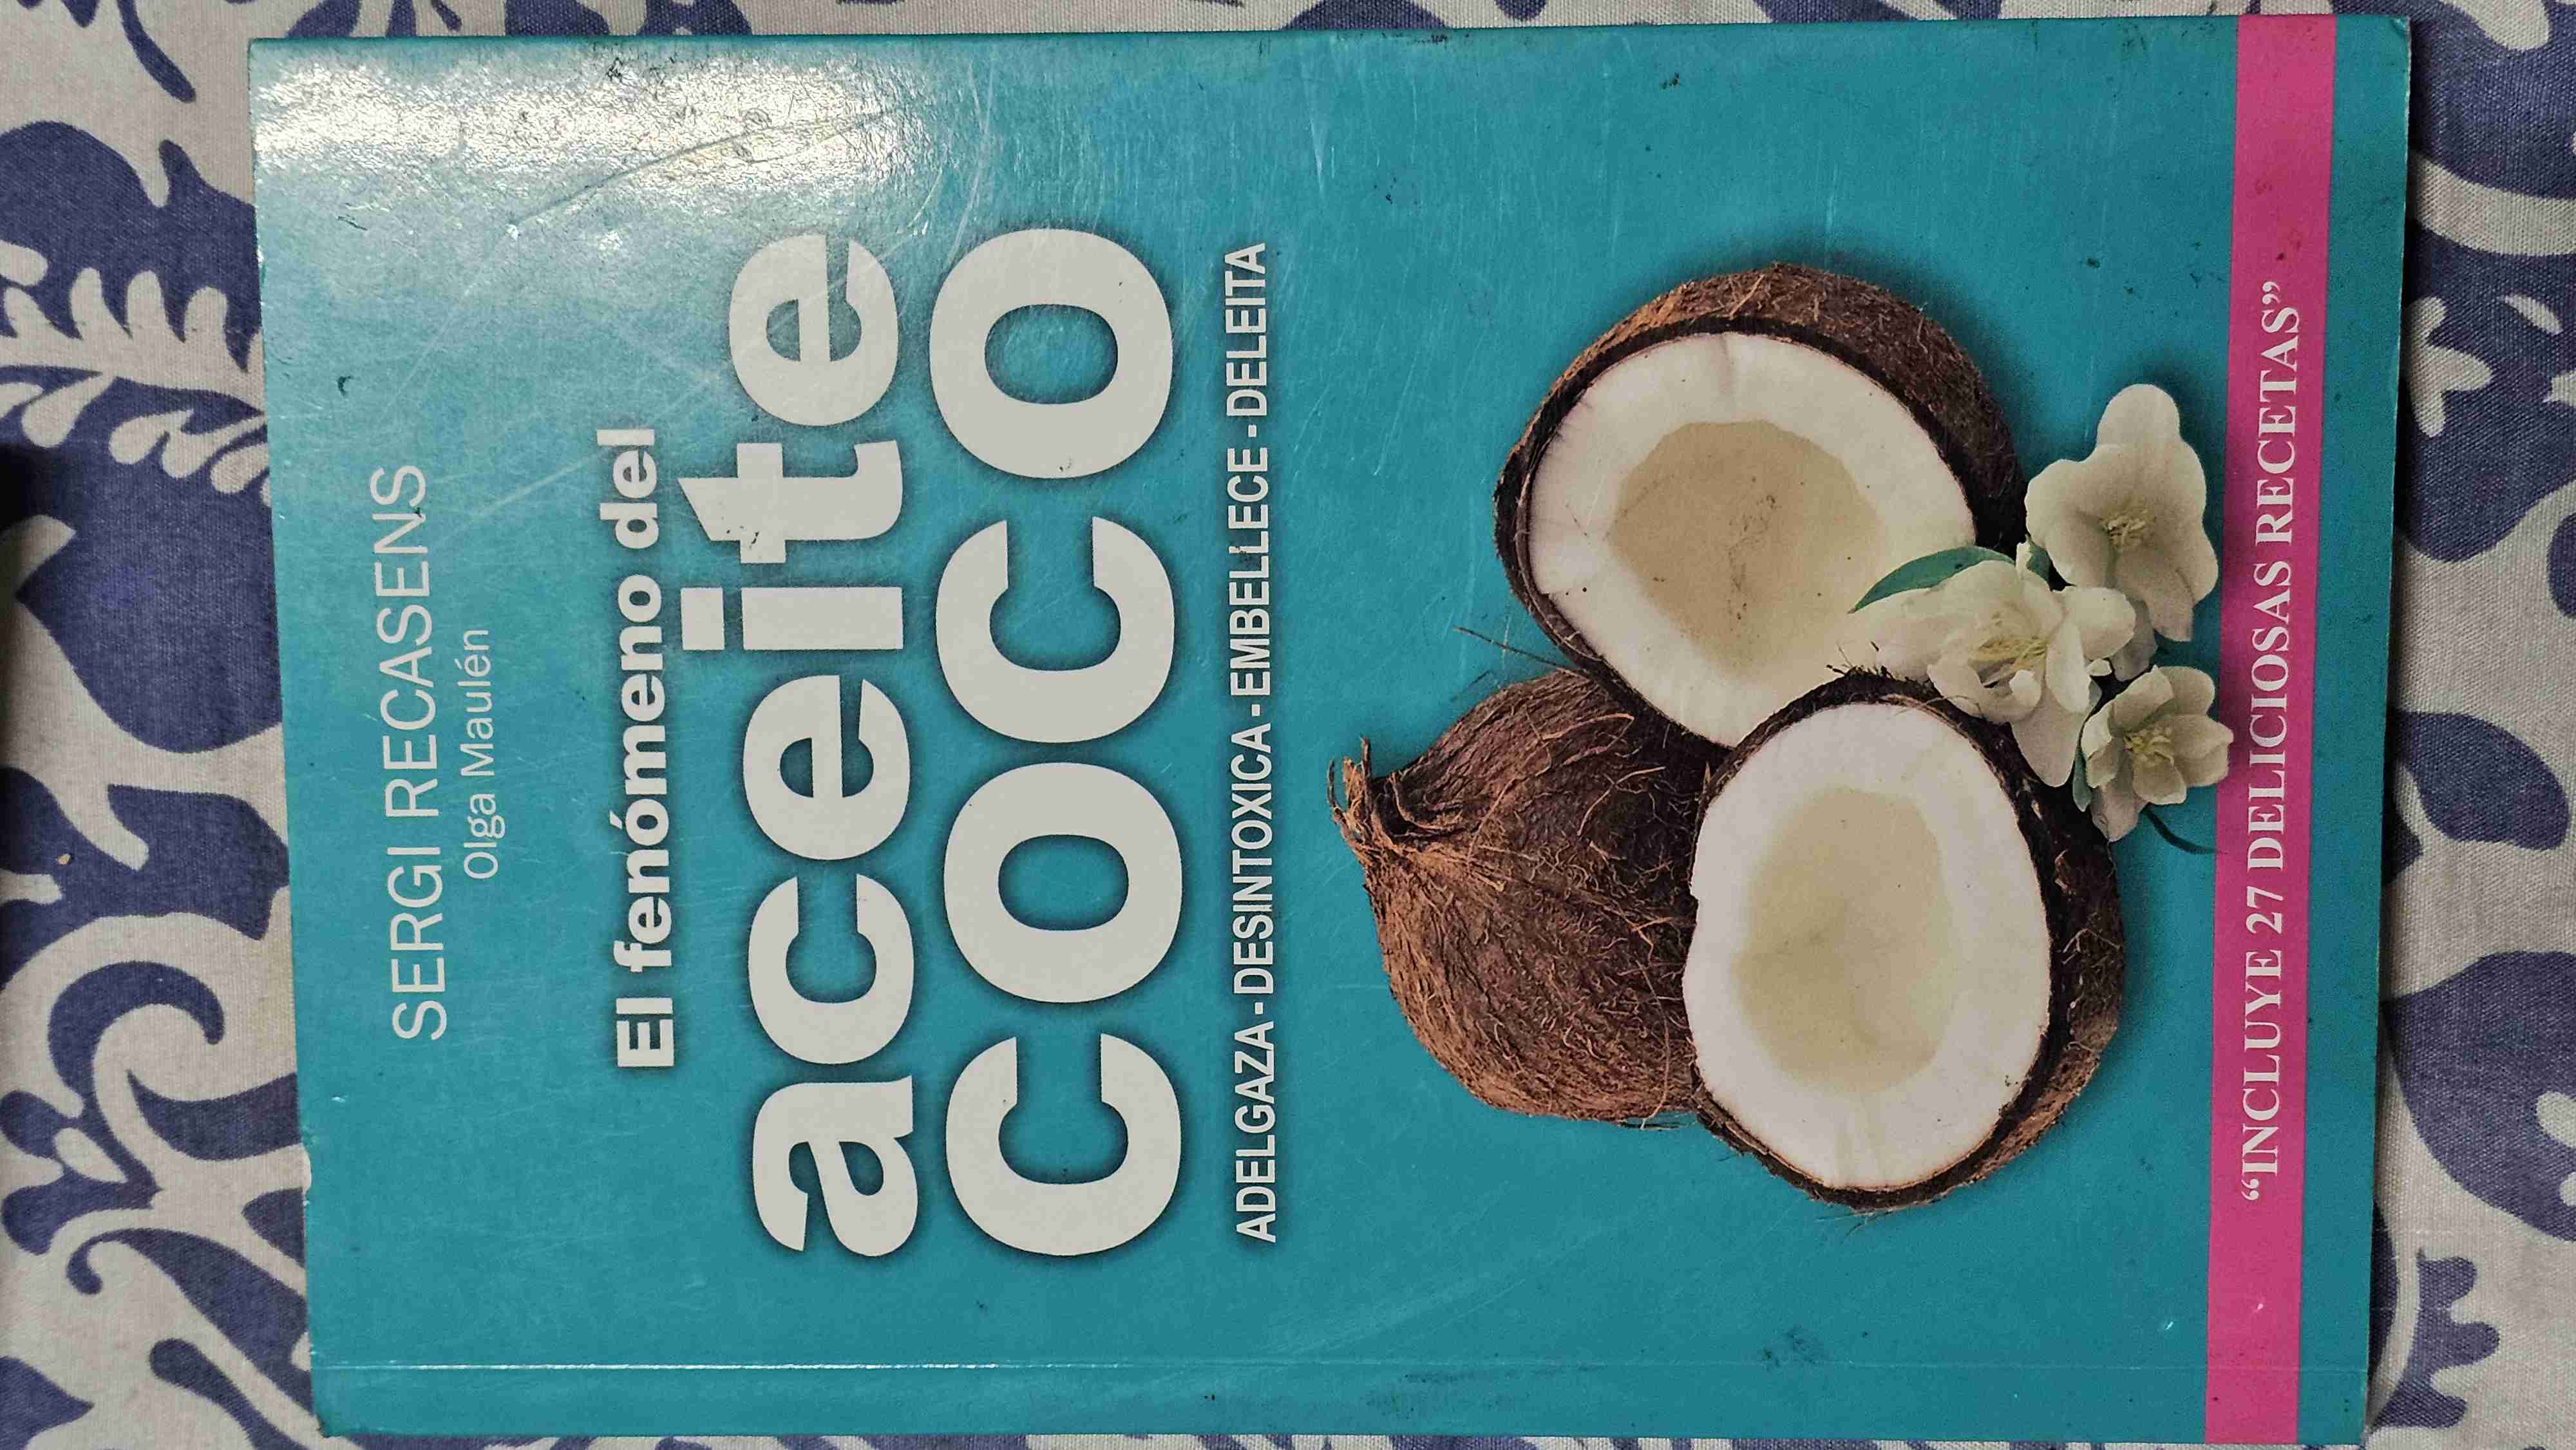 SERGI RECASENS
Olga Maulén
El fenómeno del
aceite
coco
ADELGAZA - DESINTOXICA - EMBELLECE - DELEITA
“INCLUYE 27 DELICIOSAS RECETAS”